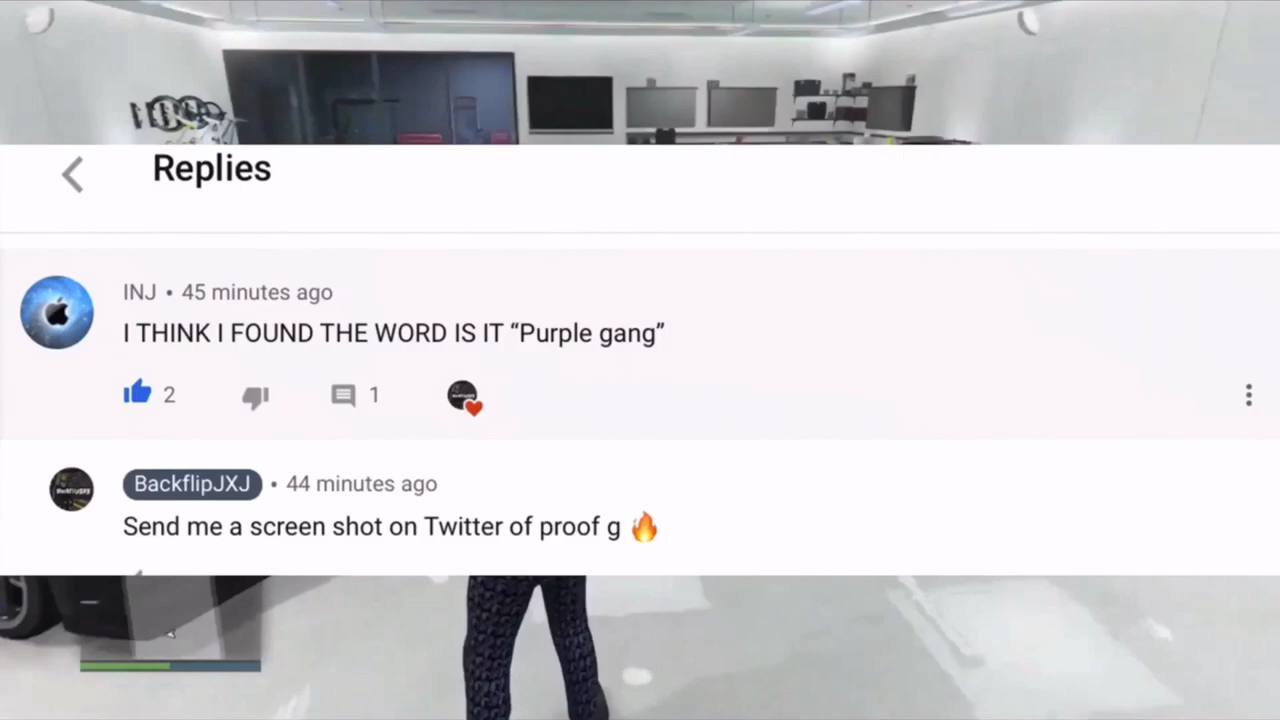 Replies
INJ • 45 minutes ago
I THINK I FOUND THE WORD IS IT “Purple gang”
2
1
BackflipJXJ • 44 minutes ago
Send me a screen shot on Twitter of proof g 🔥